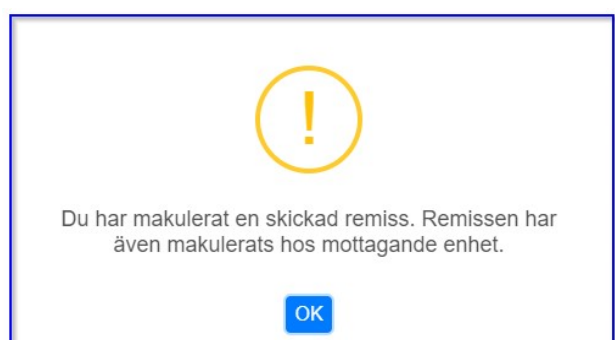 !
Du har makulerat en skickad remiss. Remissen har
även makulerats hos mottagande enhet.
OK